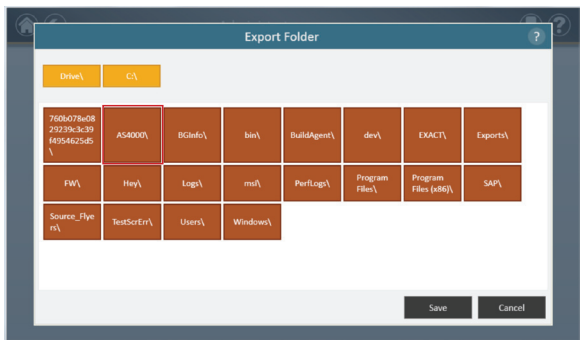 Export Folder
?
?
Drive\
C:\
760b078e08
29239c3c39
f4954625d5
\
AS4000\
BGInfo\
bin\
BuildAgent\
dev\
EXACT\
Exports\
FW\
Hey\
Logs\
msi\
PerfLogs\
Program
Files\
Program
Files (x86)\
SAP\
Source_Flye
rs\
TestScrErr\
Users\
Windows\
Save
Cancel